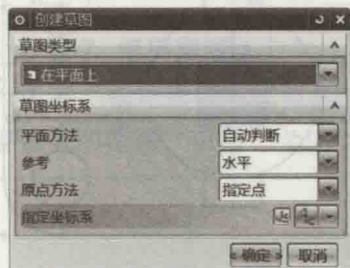 创建草图
草图类型
在平面上
草图坐标系
平面方法 自动判断
参考 水平
原点方法 指定点
指定坐标系
确定 取消